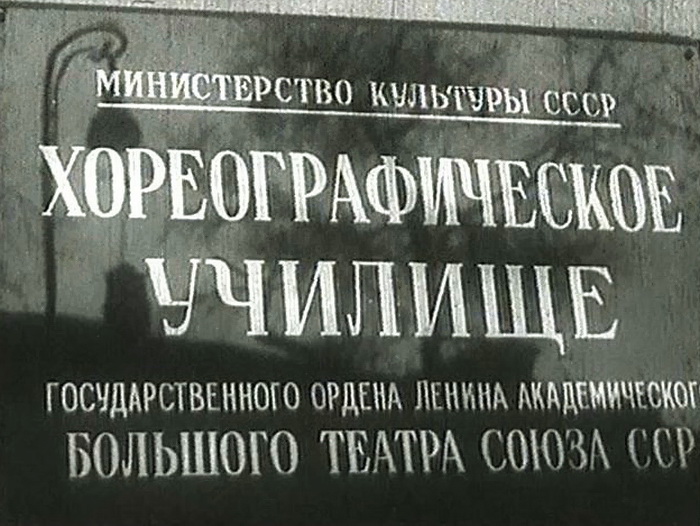 МИНИСТЕРСТВО КУЛЬТУРЫ СССР
ХОРЕОГРАФИЧЕСКОЕ
УЧИЛИЩЕ
ГОСУДАРСТВЕННОГО ОРДЕНА ЛЕНИНА АКАДЕМИЧЕСКОГ
БОЛЬШОГО ТЕАТРА СОЮЗА ССР